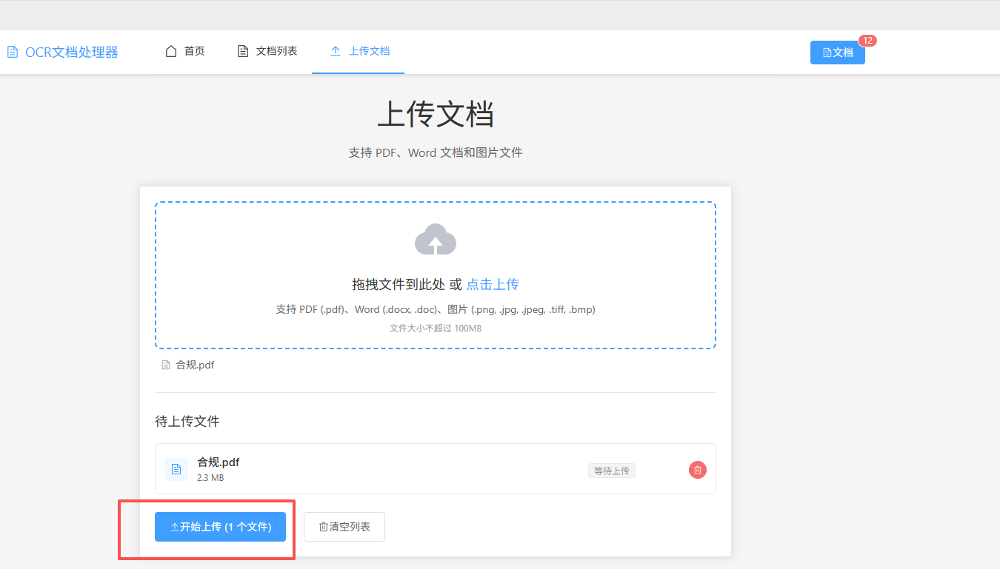 OCR文档处理器
首页
文档列表
上传文档
文档
12
上传文档
支持 PDF、Word 文档和图片文件
拖拽文件到此处 或 点击上传
支持 PDF (.pdf)、Word (.docx, .doc)、图片 (.png, .jpg, .jpeg, .tiff, .bmp)
文件大小不超过 100MB
合规.pdf
待上传文件
合规.pdf
2.3 MB
等待上传
开始上传 (1 个文件)
清空列表